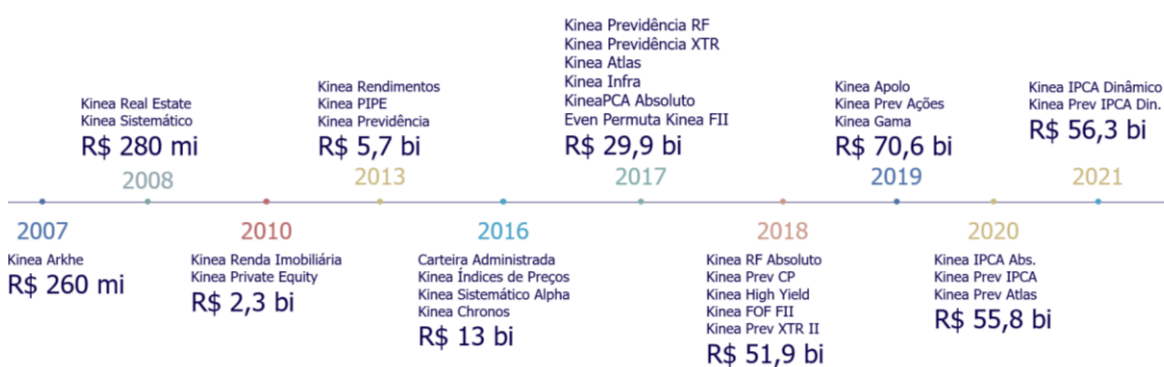 Kinea Real Estate
Kinea Sistemático
R$ 280 mi
2008
Kinea Rendimentos
Kinea PIPE
Kinea Previdência
R$ 5,7 bi
2013
Kinea Previdência RF
Kinea Previdência XTR
Kinea Atlas
Kinea Infra
KineaPCA Absoluto
Even Permuta Kinea FII
R$ 29,9 bi
2017
Kinea Apolo
Kinea Prev Ações
Kinea Gama
R$ 70,6 bi
2019
Kinea IPCA Dinâmico
Kinea Prev IPCA Din.
R$ 56,3 bi
2021
2007
Kinea Arkhe
R$ 260 mi
2010
Kinea Renda Imobiliária
Kinea Private Equity
R$ 2,3 bi
2016
Carteira Administrada
Kinea Índices de Preços
Kinea Sistemático Alpha
Kinea Chronos
R$ 13 bi
2018
Kinea RF Absoluto
Kinea Prev CP
Kinea High Yield
Kinea FOF FII
Kinea Prev XTR II
R$ 51,9 bi
2020
Kinea IPCA Abs.
Kinea Prev IPCA
Kinea Prev Atlas
R$ 55,8 bi